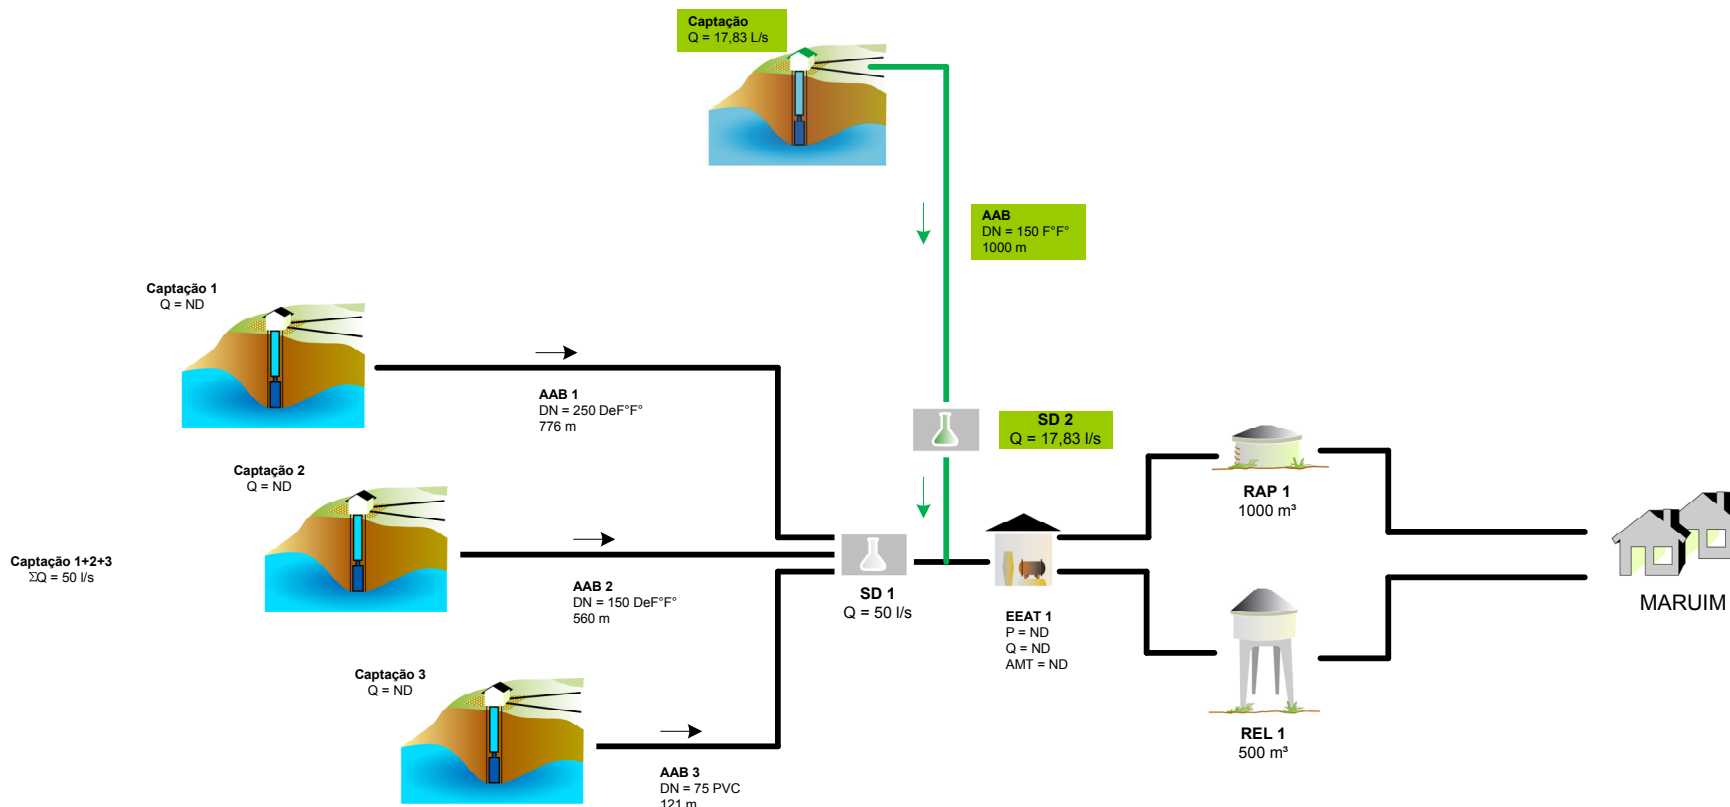 Captação
Q = 17,83 L/s
AAB
DN = 150 F°F°
1000 m
Captação 1
Q = ND
AAB 1
DN = 250 DeF°F°
776 m
SD 2
Q = 17,83 l/s
Captação 2
Q = ND
RAP 1
1000 m³
Captação 1+2+3
ΣQ = 50 l/s
AAB 2
DN = 150 DeF°F°
560 m
SD 1
Q = 50 l/s
EEAT 1
P = ND
Q = ND
AMT = ND
MARUIM
Captação 3
Q = ND
REL 1
500 m³
AAB 3
DN = 75 PVC
121 m